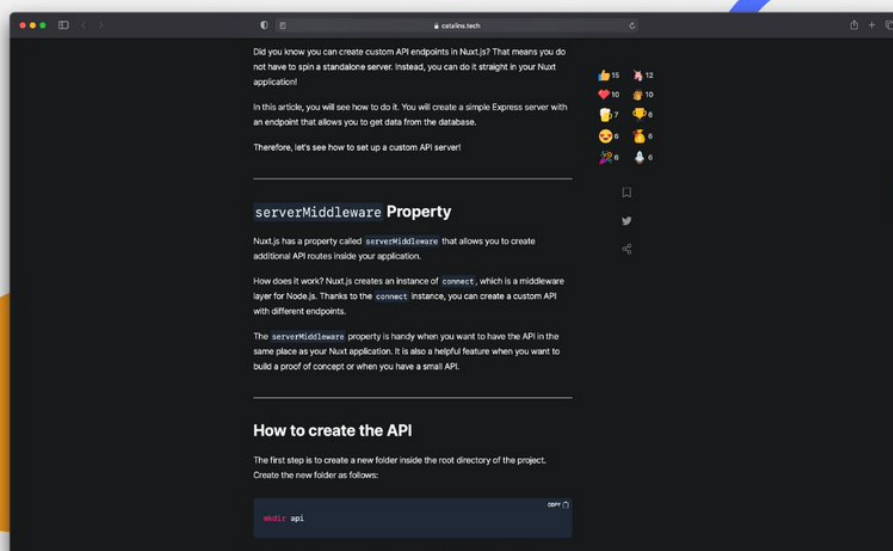 catalins.tech
Did you know you can create custom API endpoints in Nuxt.js? That means you do
not have to spin a standalone server. Instead, you can do it straight in your Nuxt
application!
In this article, you will see how to do it. You will create a simple Express server with
an endpoint that allows you to get data from the database.
Therefore, let's see how to set up a custom API server!
15 12
10 10
7 6
6 6
6 6
serverMiddleware Property
Nuxt.js has a property called serverMiddleware that allows you to create
additional API routes inside your application.
How does it work? Nuxt.js creates an instance of connect, which is a middleware
layer for Node.js. Thanks to the connect instance, you can create a custom API
with different endpoints.
The serverMiddleware property is handy when you want to have the API in the
same place as your Nuxt application. It is also a helpful feature when you want to
build a proof of concept or when you have a small API.
How to create the API
The first step is to create a new folder inside the root directory of the project.
Create the new folder as follows:
COPY
mkdir api